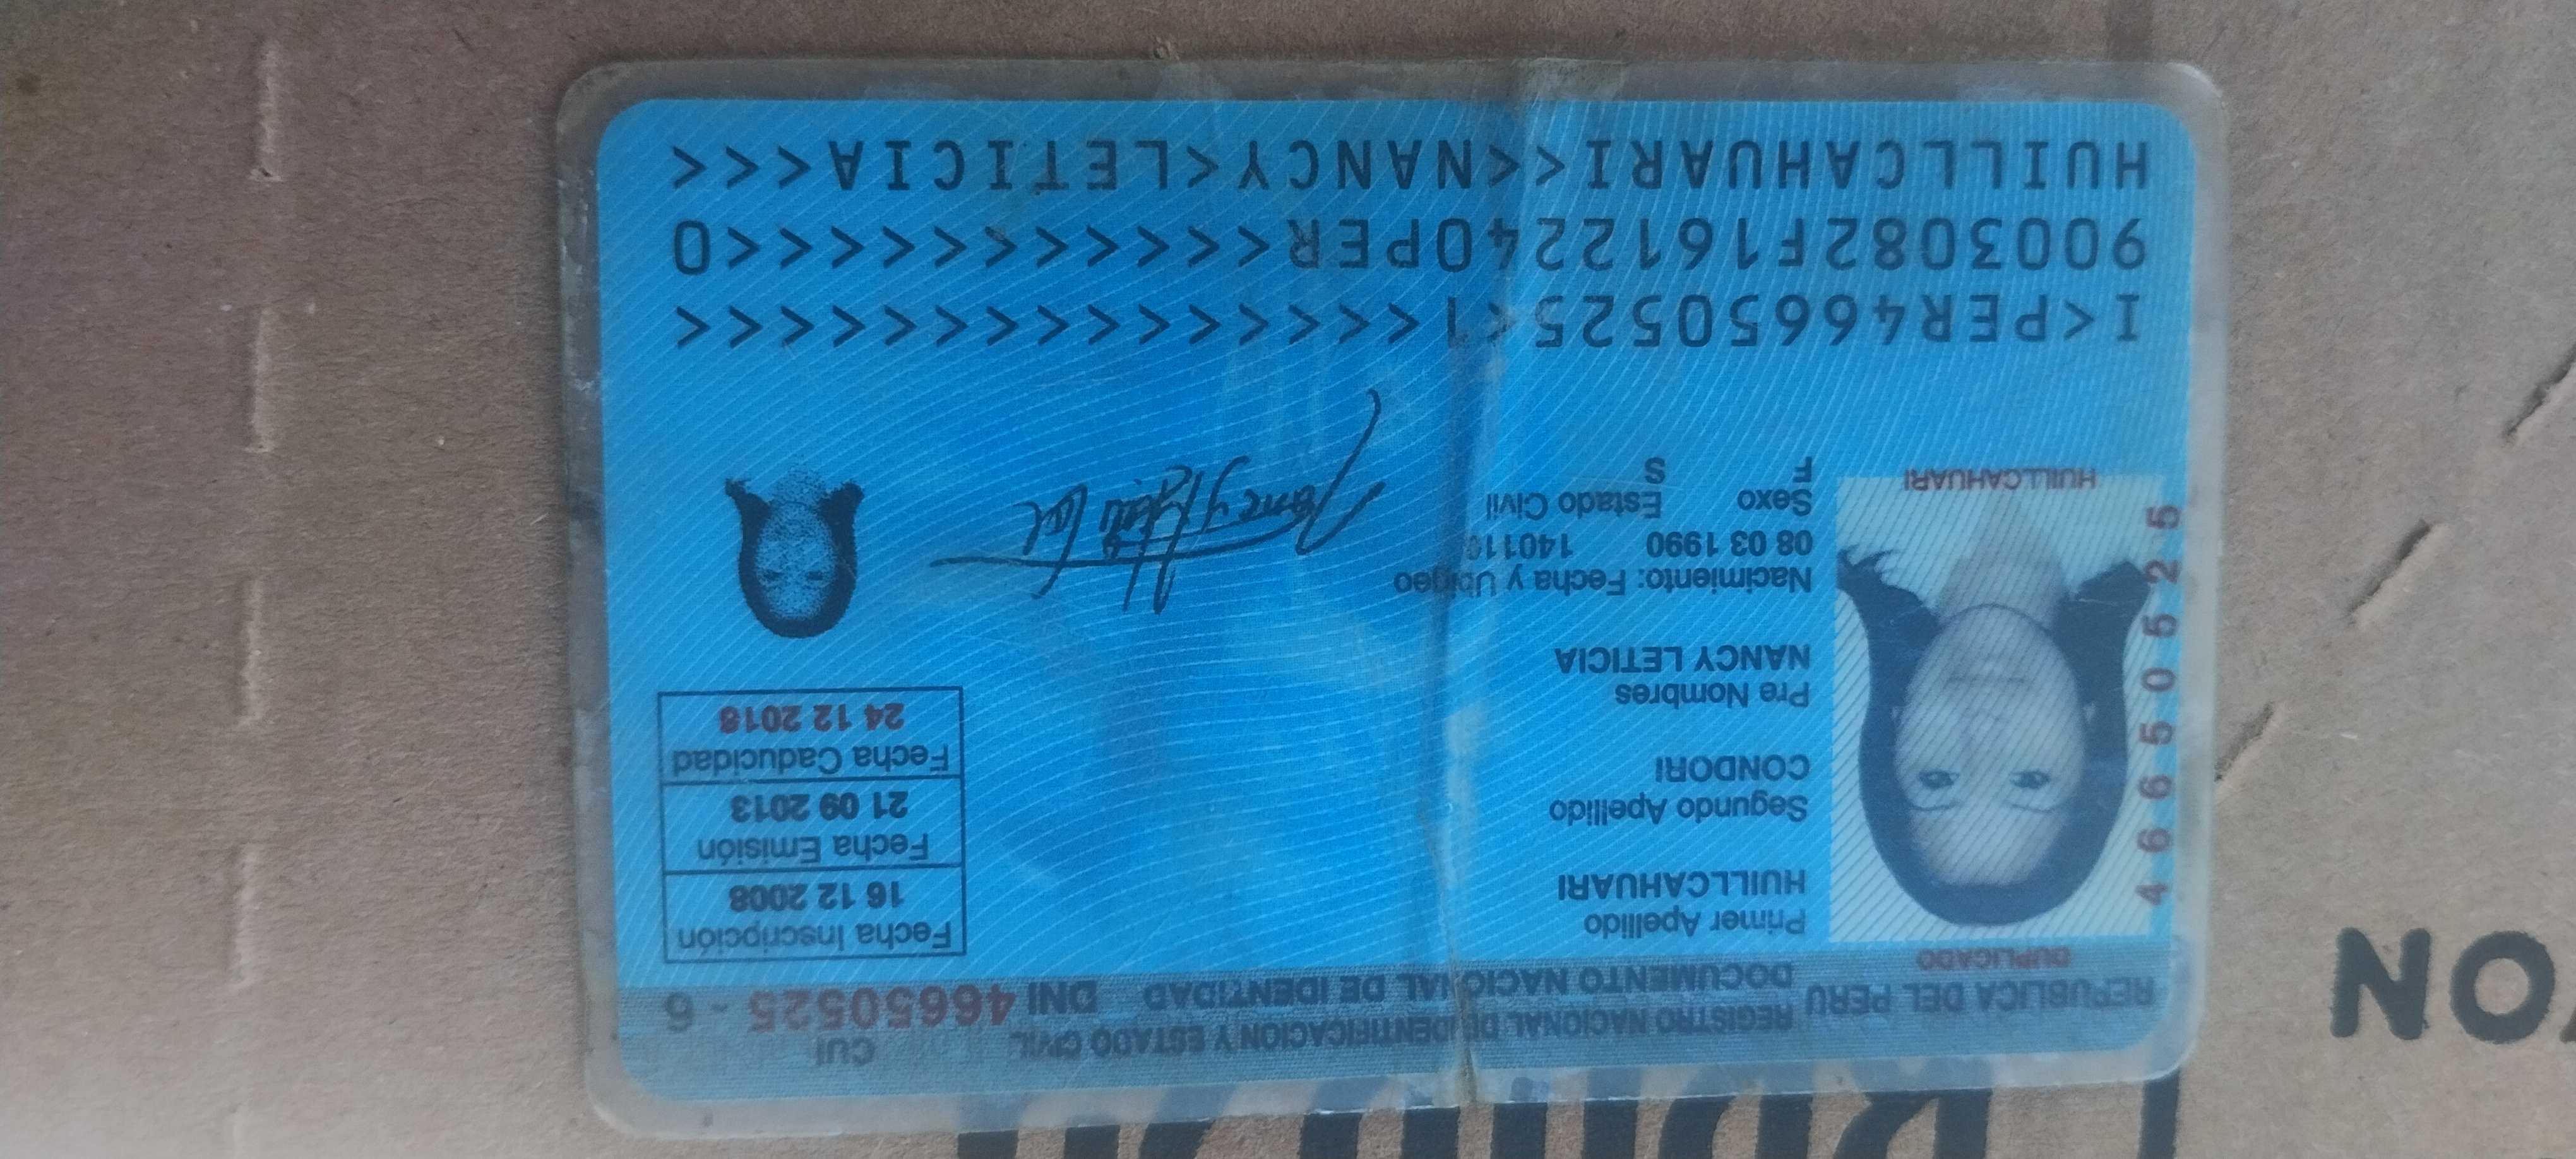 REPUBLICA DEL PERU REGISTRO NACIONAL DE IDENTIFICACION Y ESTADO CIVIL
CUI
DOCUMENTO NACIONAL DE IDENTIDAD DNI 46650525 - 6
DUPLICADO
46650525
HUILLCAHUARI
Primer Apellido
HUILLCAHUARI
Segundo Apellido
CONDORI
Pre Nombres
NANCY LETICIA
Nacimiento: Fecha y Ubigeo
08 03 1990
Sexo Estado Civil
F S
Fecha Inscripción
16 12 2008
Fecha Emisión
21 09 2013
Fecha Caducidad
24 12
I<PER46650525<1<<<<<<<<<<<<<<<
9003082F1612240PER<<<<<<<<<<<0
HUILLCAHUARI<<NANCY<LETICIA<<<